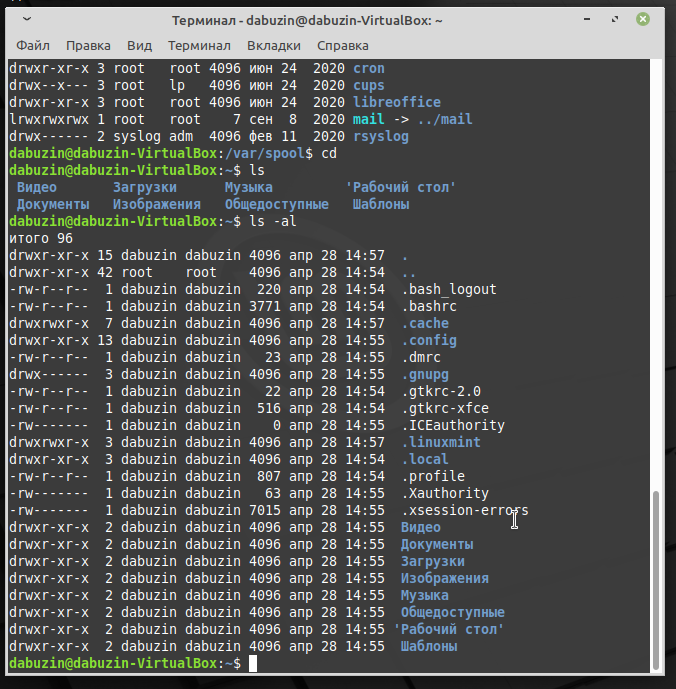 Терминал - dabuzin@dabuzin-VirtualBox: ~
Файл Правка Вид Терминал Вкладки Справка
drwxr-xr-x 3 root   root 4096 июн 24  2020 cron
drwx--x--- 3 root   lp   4096 июн 24  2020 cups
drwxr-xr-x 3 root   root 4096 июн 24  2020 libreoffice
lrwxrwxrwx 1 root   root    7 сен  8  2020 mail -> ../mail
drwx------ 2 syslog adm  4096 фев 11  2020 rsyslog
dabuzin@dabuzin-VirtualBox:/var/spool$ cd
dabuzin@dabuzin-VirtualBox:~$ ls
 Видео       Загрузки      Музыка         'Рабочий стол'
 Документы   Изображения   Общедоступные   Шаблоны
dabuzin@dabuzin-VirtualBox:~$ ls -al
итого 96
drwxr-xr-x 15 dabuzin dabuzin 4096 апр 28 14:57  .
drwxr-xr-x 42 root    root    4096 апр 28 14:54  ..
-rw-r--r--  1 dabuzin dabuzin  220 апр 28 14:54  .bash_logout
-rw-r--r--  1 dabuzin dabuzin 3771 апр 28 14:54  .bashrc
drwxrwxr-x  7 dabuzin dabuzin 4096 апр 28 14:57  .cache
drwxr-xr-x 13 dabuzin dabuzin 4096 апр 28 14:55  .config
-rw-r--r--  1 dabuzin dabuzin   23 апр 28 14:54  .dmrc
drwx------  3 dabuzin dabuzin 4096 апр 28 14:55  .gnupg
-rw-r--r--  1 dabuzin dabuzin   22 апр 28 14:54  .gtkrc-2.0
-rw-r--r--  1 dabuzin dabuzin  516 апр 28 14:54  .gtkrc-xfce
-rw-------  1 dabuzin dabuzin    0 апр 28 14:55  .ICEauthority
drwxrwxr-x  3 dabuzin dabuzin 4096 апр 28 14:57  .linuxmint
drwxr-xr-x  3 dabuzin dabuzin 4096 апр 28 14:54  .local
-rw-r--r--  1 dabuzin dabuzin  807 апр 28 14:54  .profile
-rw-------  1 dabuzin dabuzin   63 апр 28 14:55  .Xauthority
-rw-------  1 dabuzin dabuzin 7015 апр 28 14:55  .xsession-errors
drwxr-xr-x  2 dabuzin dabuzin 4096 апр 28 14:55  Видео
drwxr-xr-x  2 dabuzin dabuzin 4096 апр 28 14:55  Документы
drwxr-xr-x  2 dabuzin dabuzin 4096 апр 28 14:55  Загрузки
drwxr-xr-x  2 dabuzin dabuzin 4096 апр 28 14:55  Изображения
drwxr-xr-x  2 dabuzin dabuzin 4096 апр 28 14:55  Музыка
drwxr-xr-x  2 dabuzin dabuzin 4096 апр 28 14:55  Общедоступные
drwxr-xr-x  2 dabuzin dabuzin 4096 апр 28 14:55 'Рабочий стол'
drwxr-xr-x  2 dabuzin dabuzin 4096 апр 28 14:55  Шаблоны
dabuzin@dabuzin-VirtualBox:~$